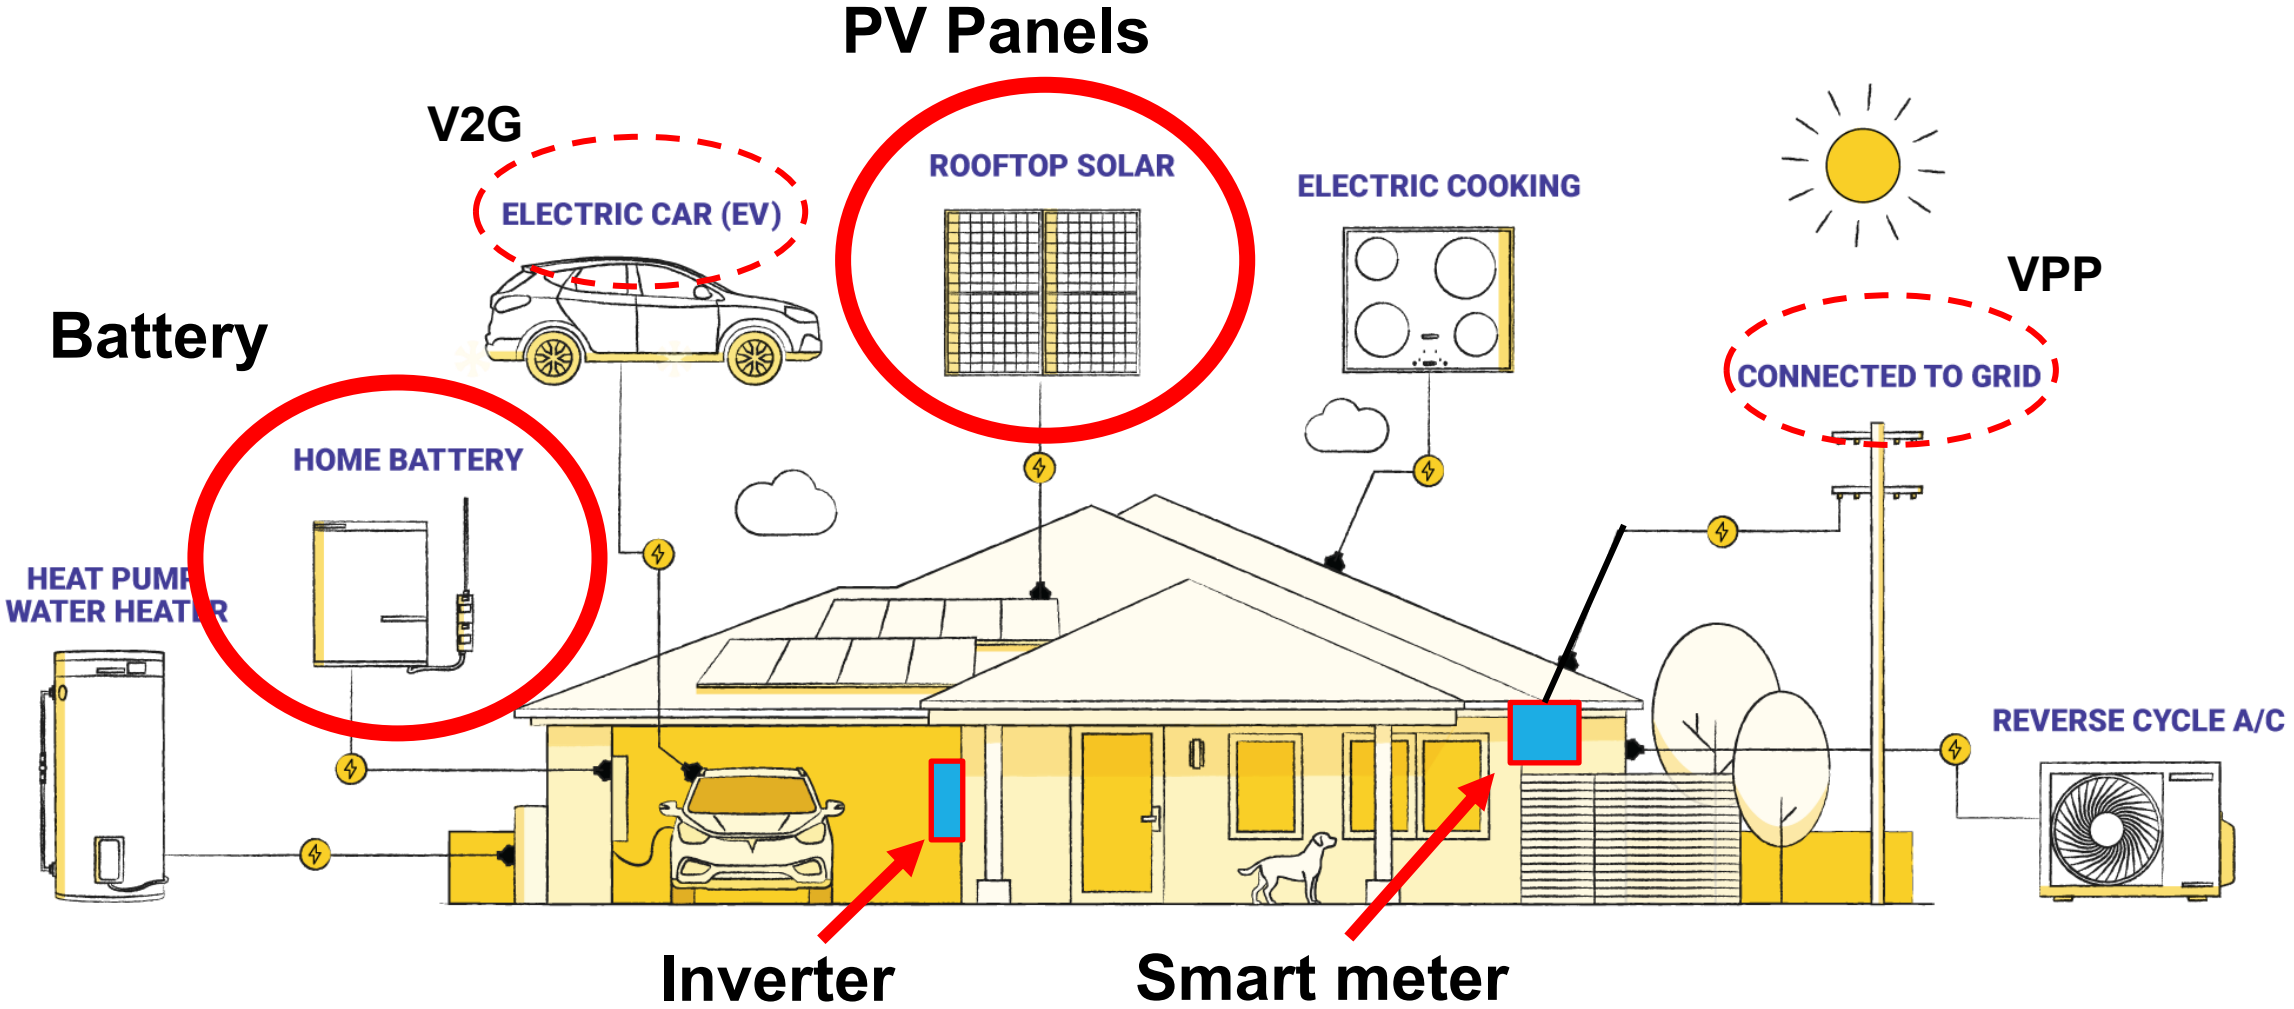 PV Panels
V2G
ROOFTOP SOLAR
ELECTRIC COOKING
ELECTRIC CAR (EV)
VPP
Battery
CONNECTED TO GRID
HOME BATTERY
HEAT PUMP
WATER HEATER
REVERSE CYCLE A/C
Inverter
Smart meter